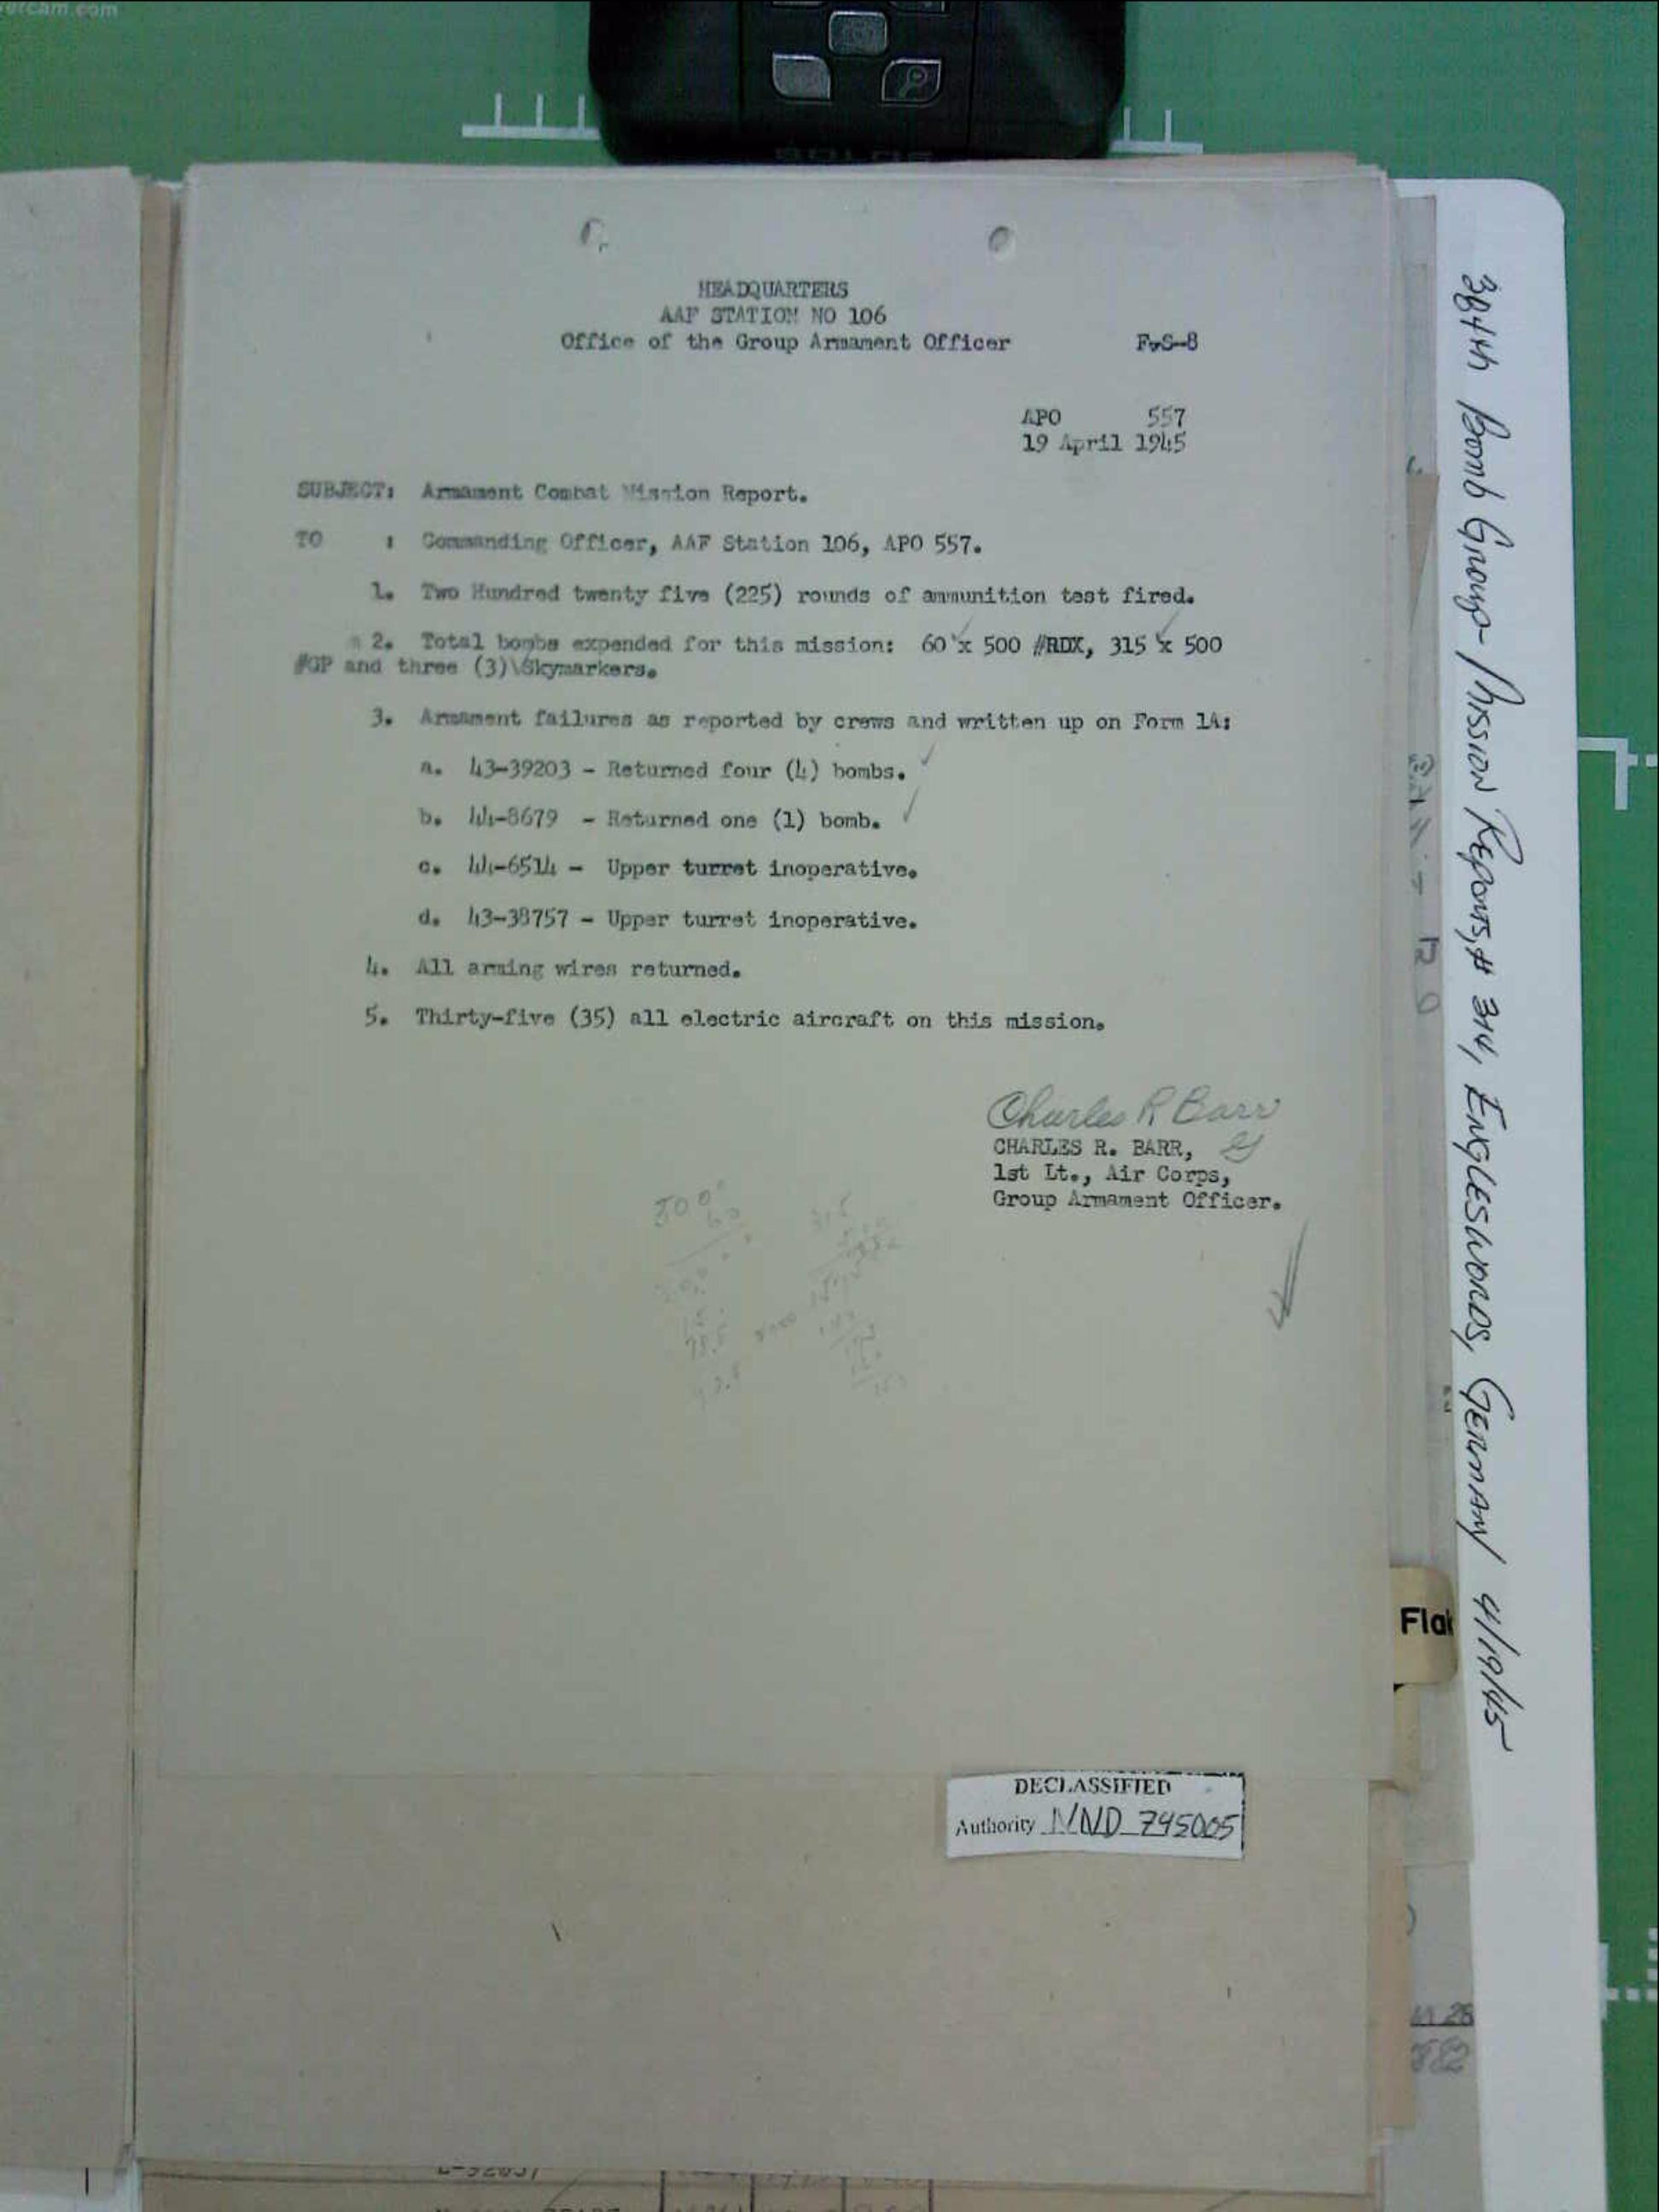 HEADQUARTERS
AAF STATION NO 106
Office of the Group Armament Officer F-S-8
APO 557
19 April 1945
SUBJECT: Armament Combat Mission Report.
TO : Commanding Officer, AAF Station 106, APO 557.
1. Two Hundred twenty five (225) rounds of ammunition test fired.
2. Total bombs expended for this mission: 60 x 500 #RDX, 315 x 500
#GP and three (3) Skymarkers.
3. Armament failures as reported by crews and written up on Form 1A:
a. 43-39203 - Returned four (4) bombs.
b. 44-8679 - Returned one (1) bomb.
c. 44-6514 - Upper turret inoperative.
d. 43-38757 - Upper turret inoperative.
4. All arming wires returned.
5. Thirty-five (35) all electric aircraft on this mission.
Charles R Barr
CHARLES R. BARR,
1st Lt., Air Corps,
Group Armament Officer.
DECLASSIFIED
Authority NND 745005
384th Bomb Group - Mission Reports, # 314, Engleswords, Germany 4/19/45
Flak